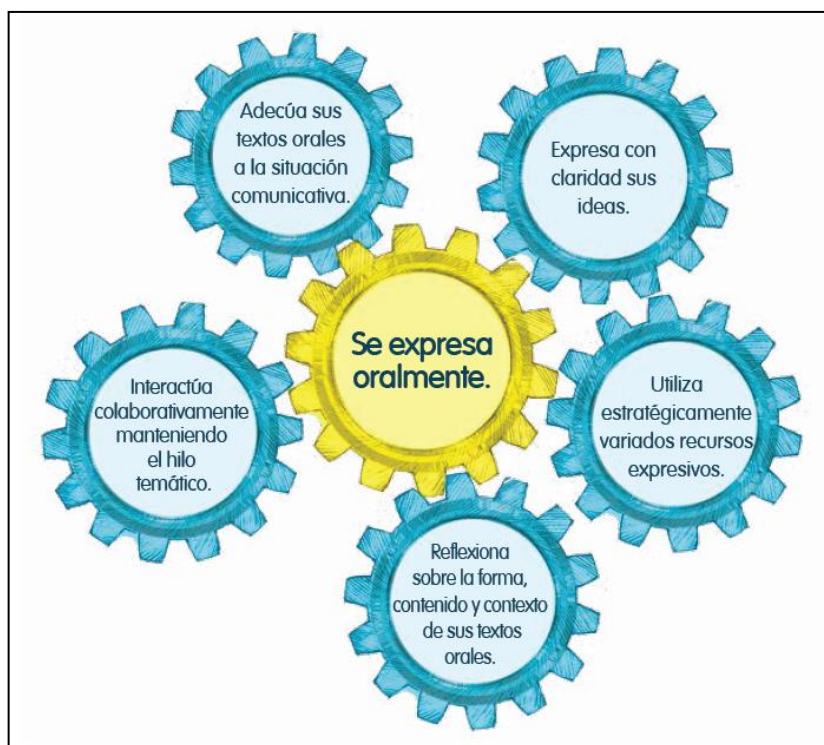 Adecúa sus
textos orales
a la situación
comunicativa.
Expresa con
claridad sus
ideas.
Se expresa
oralmente.
Interactúa
colaborativamente
manteniendo
el hilo
temático.
Utiliza
estratégicamente
variados recursos
expresivos.
Reflexiona
sobre la forma,
contenido y contexto
de sus textos
orales.